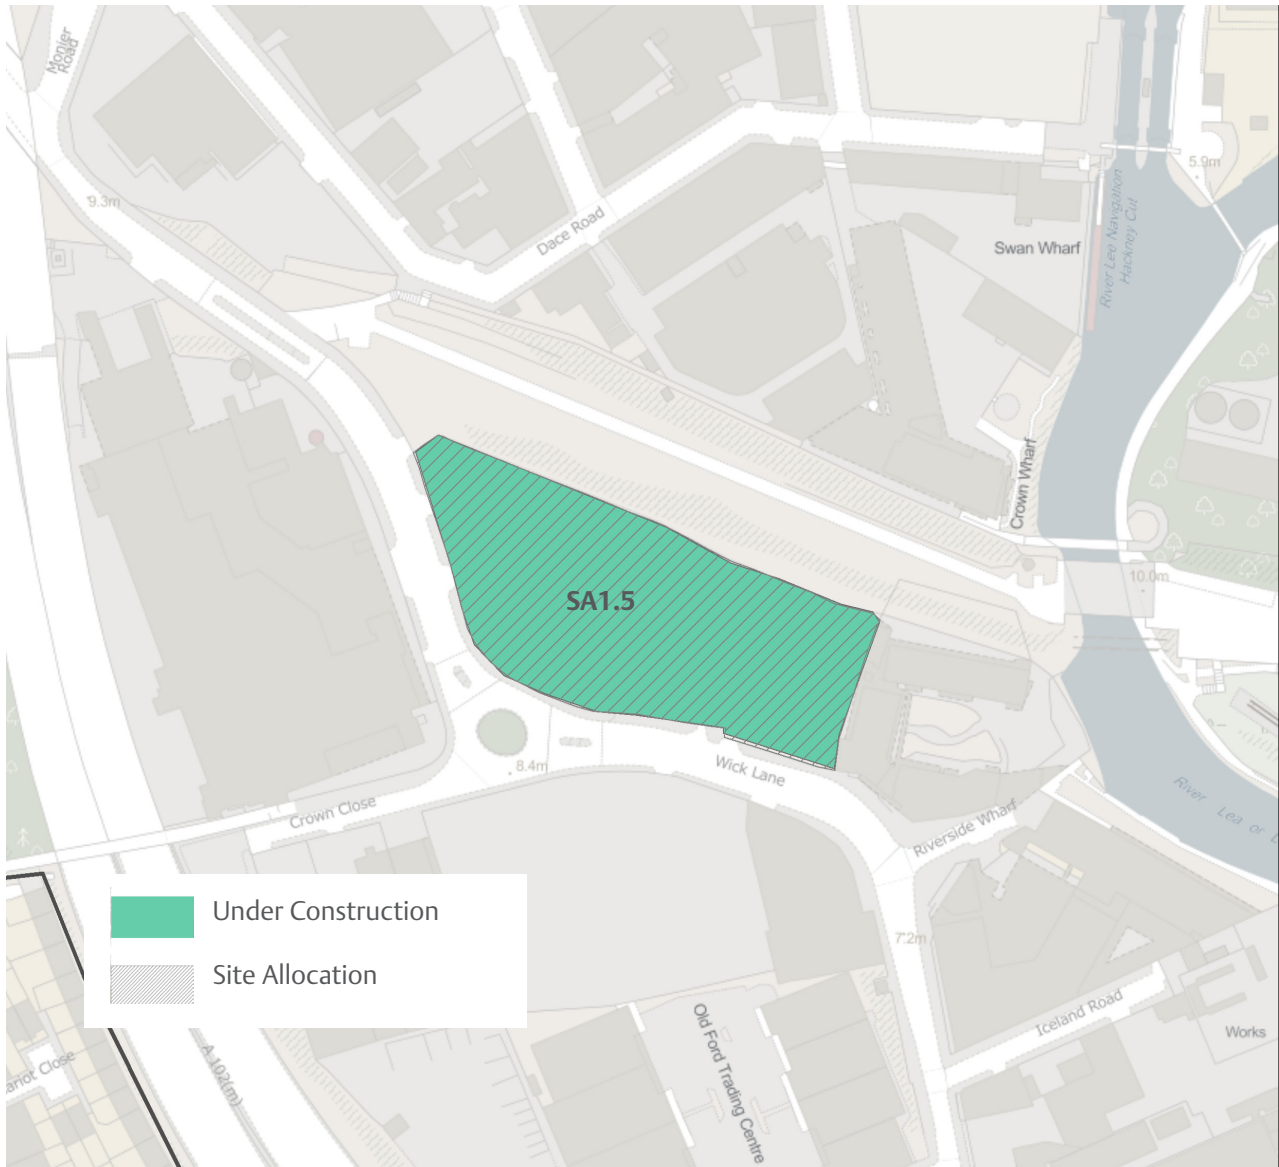 Monier
Road
9.3m
Dace Road
5.9m
River Lee Navigation
Hackney Cut
Swan Wharf
Crown Wharf
10.0m
SA1.5
8.4m
Wick Lane
Crown Close
Riverside Wharf
River Lea or
Under Construction
Site Allocation
7.2m
Iceland Road
Works
Old Ford Trading Centre
A 102(m)
ariot Close